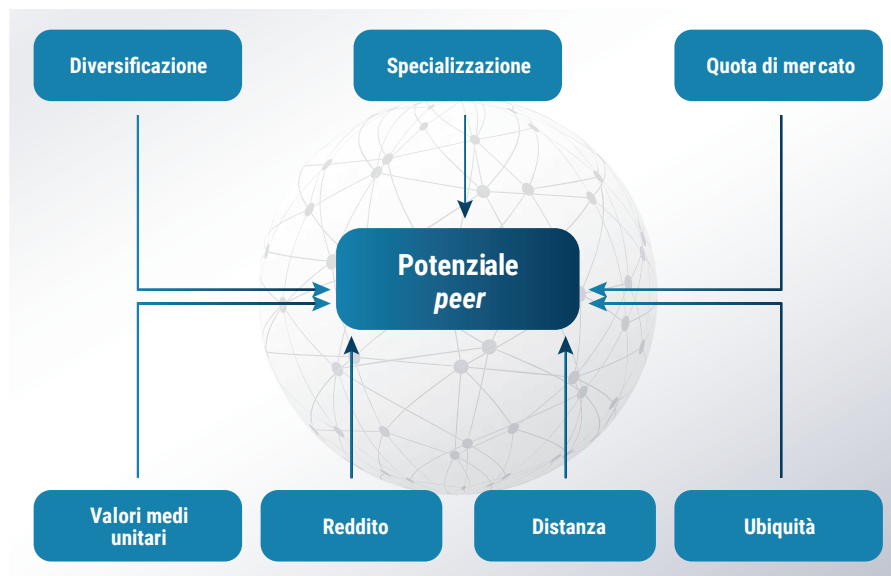 Diversificazione
Specializzazione
Quota di mercato
Potenziale
peer
Valori medi
unitari
Reddito
Distanza
Ubiquità